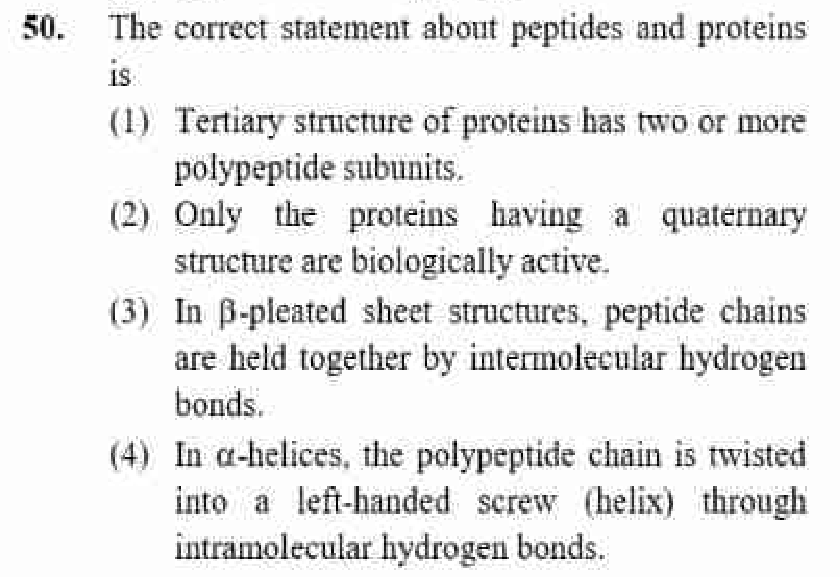 50. The correct statement about peptides and proteins
is
(1) Tertiary structure of proteins has two or more
polypeptide subunits.
(2) Only the proteins having a quaternary
structure are biologically active.
(3) In β-pleated sheet structures, peptide chains
are held together by intermolecular hydrogen
bonds.
(4) In α-helices, the polypeptide chain is twisted
into a left-handed screw (helix) through
intramolecular hydrogen bonds.